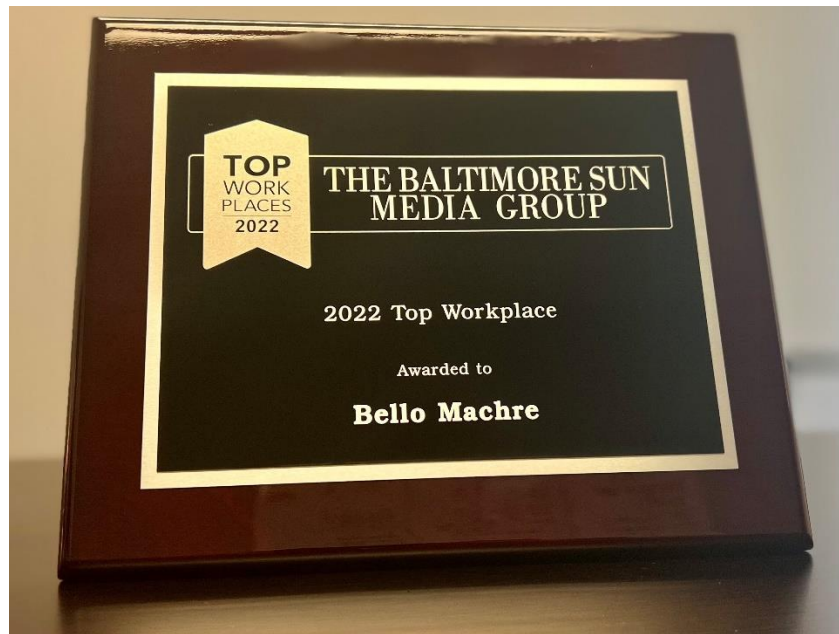 TOP
WORK
PLACES
2022
THE BALTIMORE SUN
MEDIA GROUP
2022 Top Workplace
Awarded to
Bello Machre